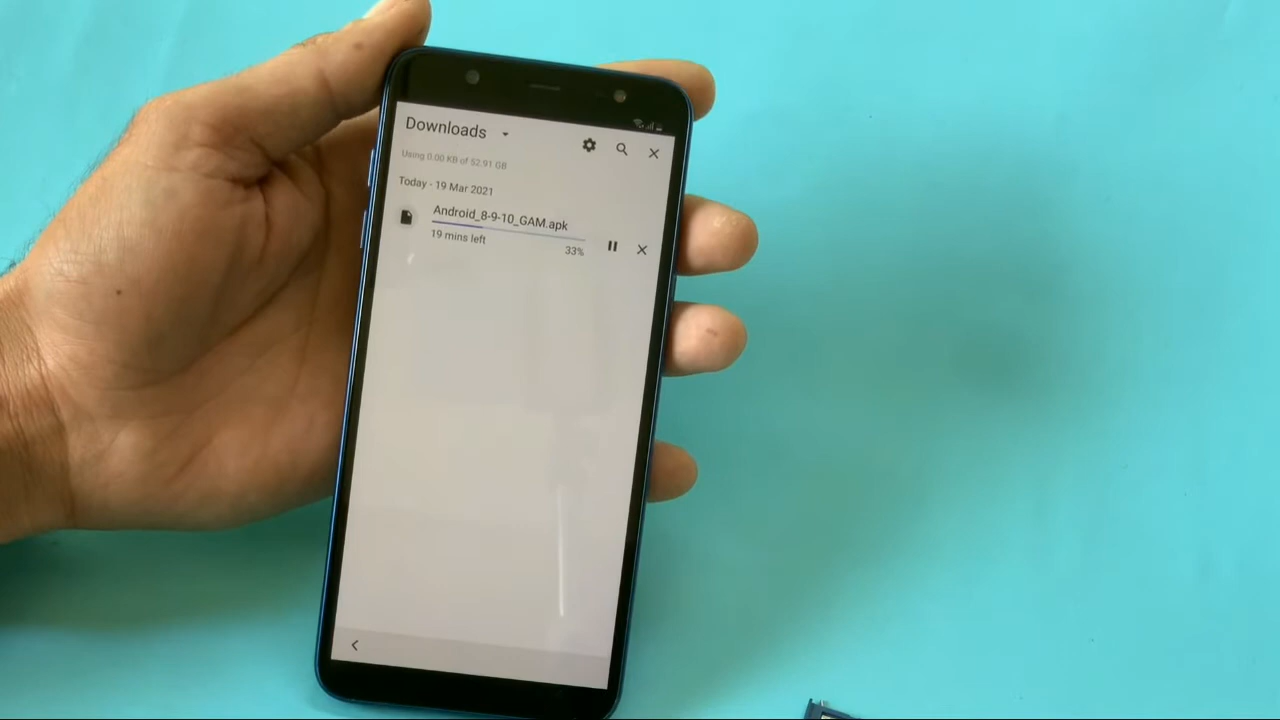 Downloads
Using 0.00 KB of 52.91 GB
Today - 19 Mar 2021
Android_8-9-10_GAM.apk
19 mins left
33%